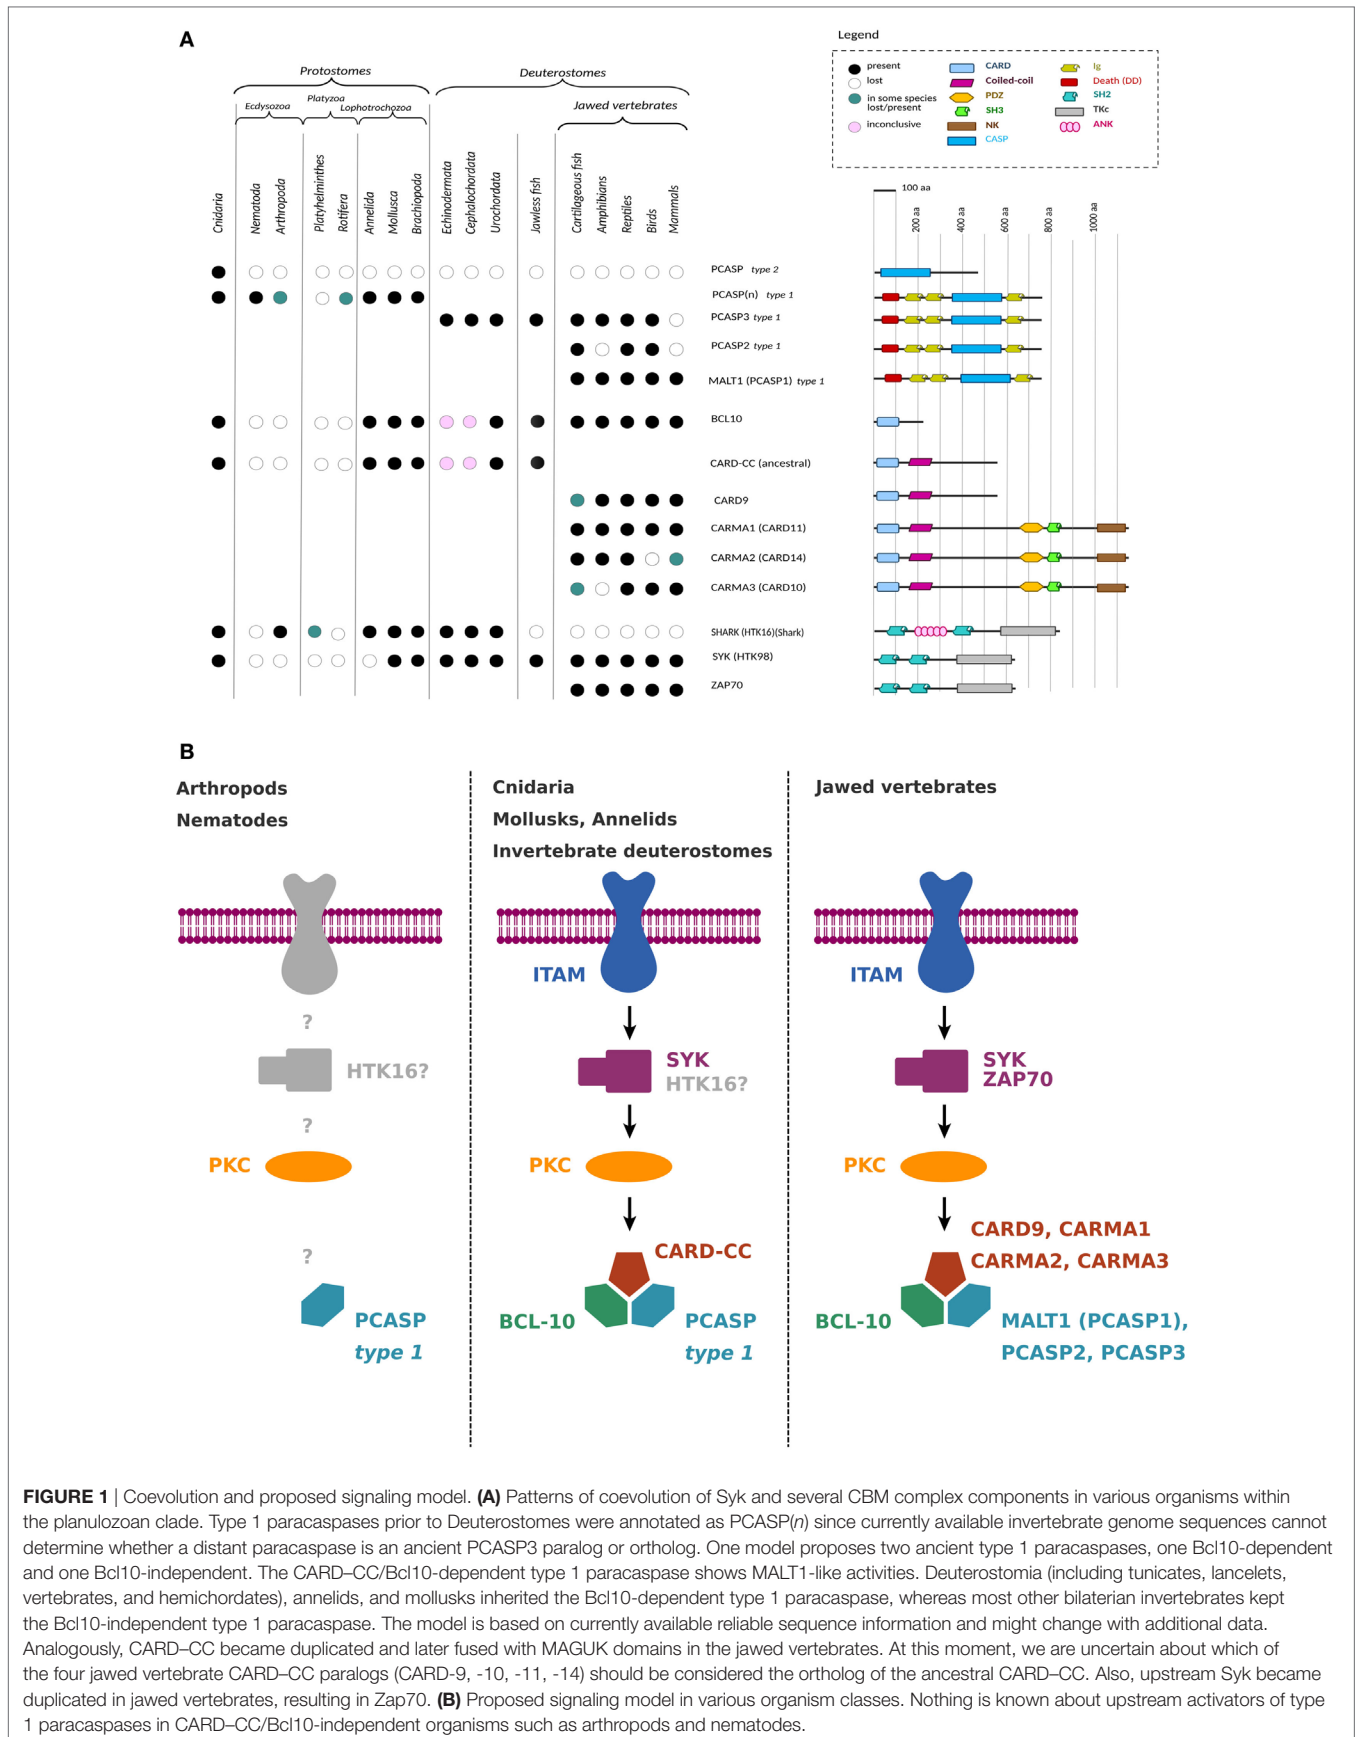 A
Legend
Protostomes
Deuterostomes
Ecdysozoa
Platyzoa
Lophotrochozoa
Jawed vertebrates
Cnidaria
Nematoda
Arthropoda
Platyhelminthes
Rotifera
Annelida
Mollusca
Brachiopoda
Echinodermata
Cephalochordata
Urochordata
Jawless fish
Cartilageous fish
Amphibians
Reptiles
Birds
Mammals
present
lost
in some species
lost/present
inconclusive
CARD
Coiled-coil
PDZ
SH3
NK
CASP
Ig
Death (DD)
SH2
TKc
ANK
100 aa
200 aa
400 aa
600 aa
800 aa
1000 aa
PCASP type 2
PCASP(n) type 1
PCASP3 type 1
PCASP2 type 1
MALT1 (PCASP1) type 1
BCL10
CARD-CC (ancestral)
CARD9
CARMA1 (CARD11)
CARMA2 (CARD14)
CARMA3 (CARD10)
SHARK (HTK16)(Shark)
SYK (HTK98)
ZAP70
B
Arthropods
Nematodes
?
HTK16?
?
PKC
?
PCASP
type 1
Cnidaria
Mollusks, Annelids
Invertebrate deuterostomes
ITAM
SYK
HTK16?
PKC
CARD-CC
BCL-10
PCASP
type 1
Jawed vertebrates
ITAM
SYK
ZAP70
PKC
CARD9, CARMA1
CARMA2, CARMA3
BCL-10
MALT1 (PCASP1),
PCASP2, PCASP3
FIGURE 1 | Coevolution and proposed signaling model. (A) Patterns of coevolution of Syk and several CBM complex components in various organisms within
the planulozoan clade. Type 1 paracaspases prior to Deuterostomes were annotated as PCASP(n) since currently available invertebrate genome sequences cannot
determine whether a distant paracaspase is an ancient PCASP3 paralog or ortholog. One model proposes two ancient type 1 paracaspases, one Bcl10-dependent
and one Bcl10-independent. The CARD–CC/Bcl10-dependent type 1 paracaspase shows MALT1-like activities. Deuterostomia (including tunicates, lancelets,
vertebrates, and hemichordates), annelids, and mollusks inherited the Bcl10-dependent type 1 paracaspase, whereas most other bilaterian invertebrates kept
the Bcl10-independent type 1 paracaspase. The model is based on currently available reliable sequence information and might change with additional data.
Analogously, CARD–CC became duplicated and later fused with MAGUK domains in the jawed vertebrates. At this moment, we are uncertain about which of
the four jawed vertebrate CARD–CC paralogs (CARD-9, -10, -11, -14) should be considered the ortholog of the ancestral CARD–CC. Also, upstream Syk became
duplicated in jawed vertebrates, resulting in Zap70. (B) Proposed signaling model in various organism classes. Nothing is known about upstream activators of type
1 paracaspases in CARD–CC/Bcl10-independent organisms such as arthropods and nematodes.